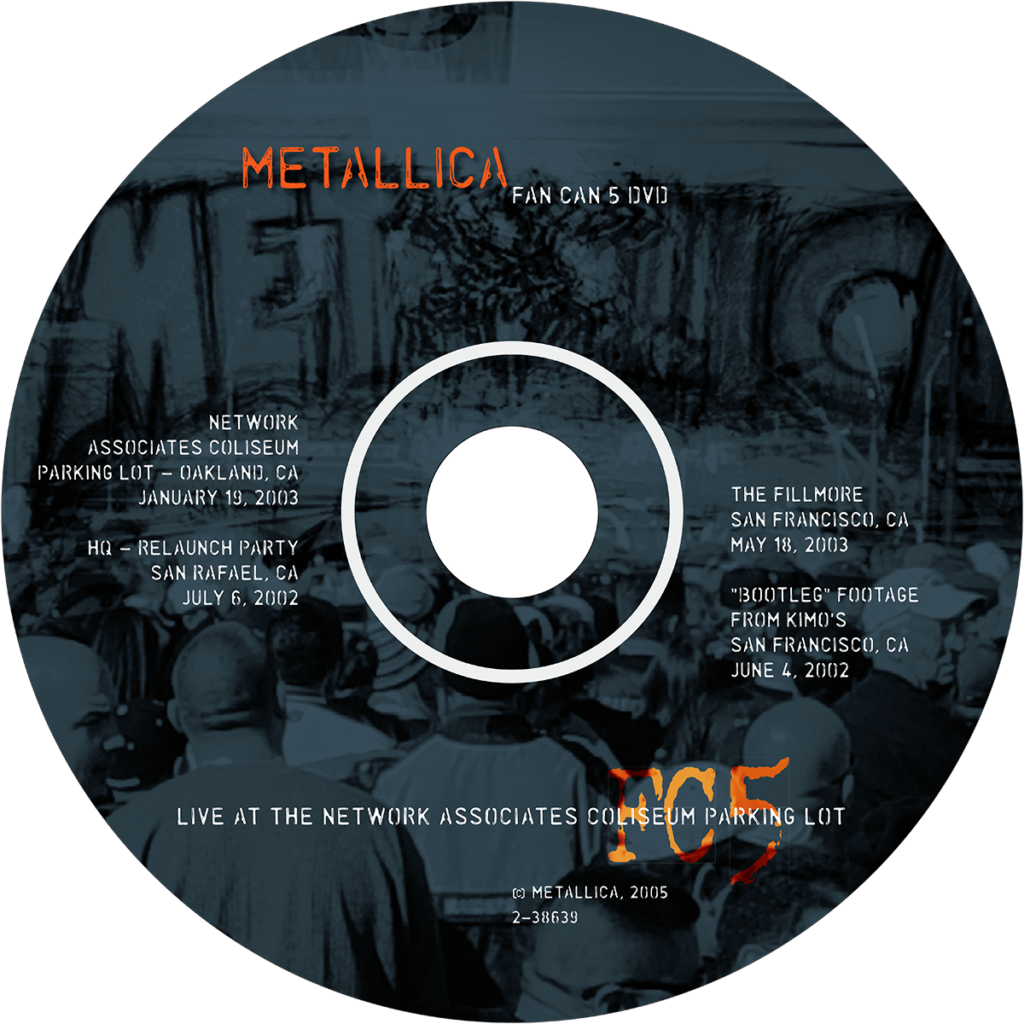 METALLICA
FAN CAN 5 DVD
NETWORK
ASSOCIATES COLISEUM
PARKING LOT – OAKLAND, CA
JANUARY 19, 2003
HQ – RELAUNCH PARTY
SAN RAFAEL, CA
JULY 6, 2002
THE FILLMORE
SAN FRANCISCO, CA
MAY 18, 2003
"BOOTLEG" FOOTAGE
FROM KIMO'S
SAN FRANCISCO, CA
JUNE 4, 2002
FC5
LIVE AT THE NETWORK ASSOCIATES COLISEUM PARKING LOT
© METALLICA, 2005
2–38639